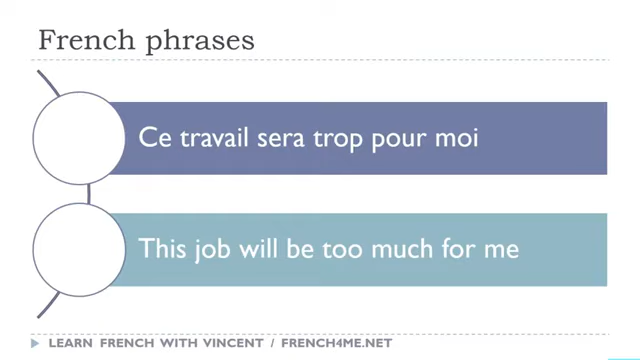 French phrases
Ce travail sera trop pour moi
This job will be too much for me
LEARN FRENCH WITH VINCENT / FRENCH4ME.NET